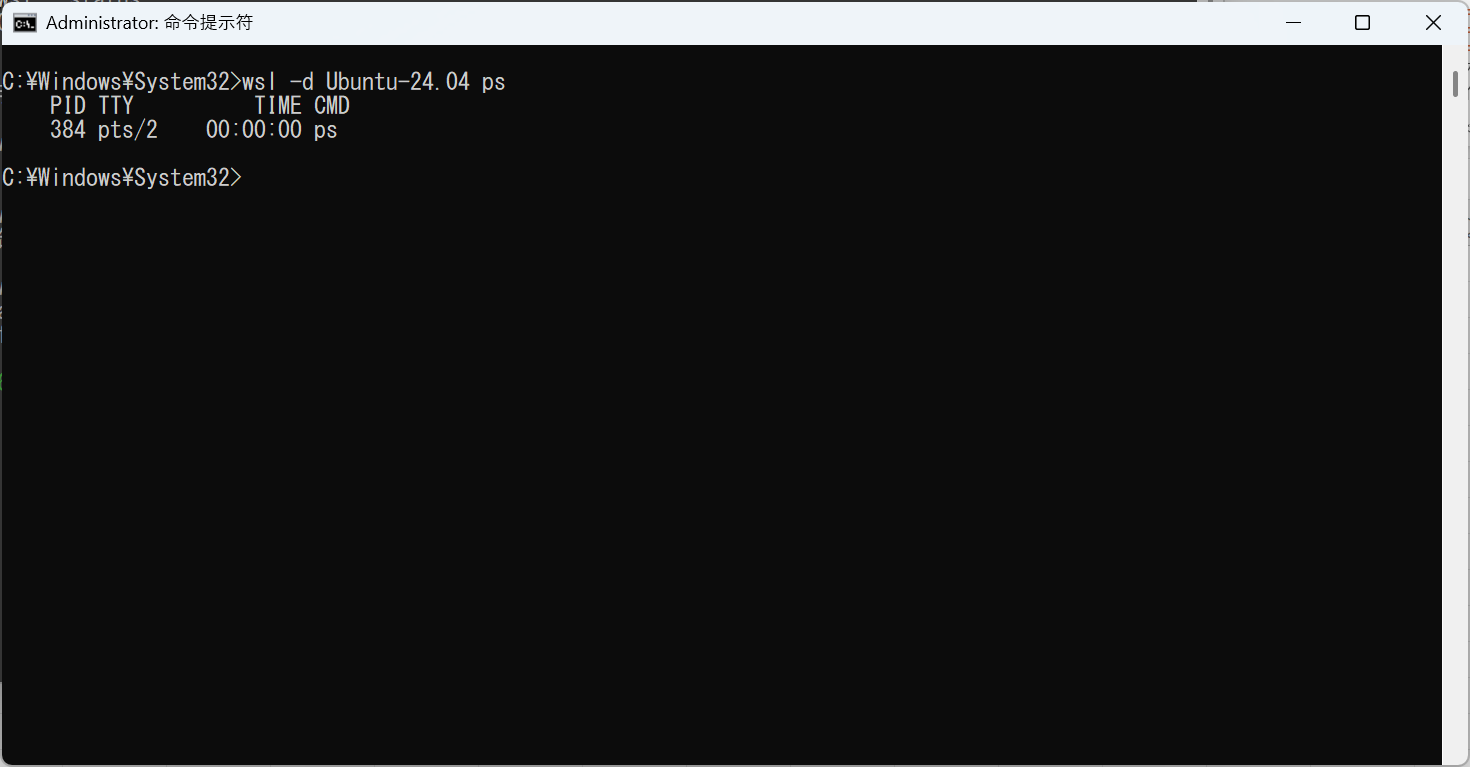 Administrator: 命令提示符
C:¥Windows¥System32>wsl -d Ubuntu-24.04 ps
    PID TTY          TIME CMD
    384 pts/2    00:00:00 ps
C:¥Windows¥System32>